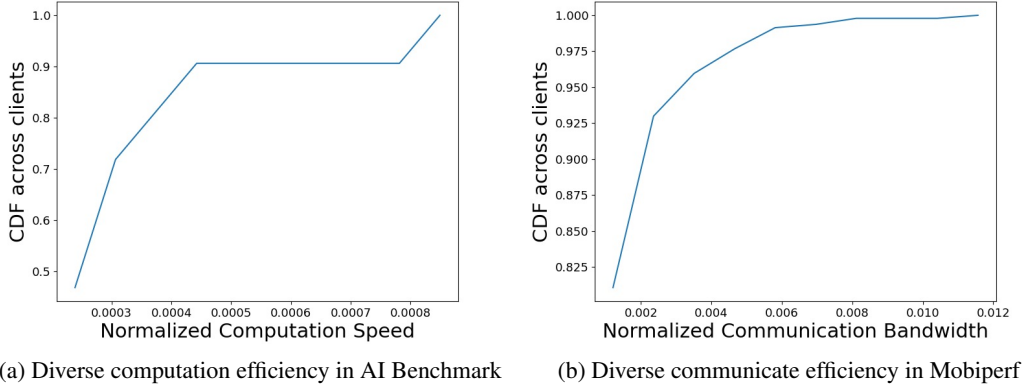 1.0
0.9
0.8
0.7
0.6
0.5
CDF across clients
0.0003 0.0004 0.0005 0.0006 0.0007 0.0008
Normalized Computation Speed
(a) Diverse computation efficiency in AI Benchmark
1.000
0.975
0.950
0.925
0.900
0.875
0.850
0.825
CDF across clients
0.002 0.004 0.006 0.008 0.010 0.012
Normalized Communication Bandwidth
(b) Diverse communicate efficiency in Mobiperf